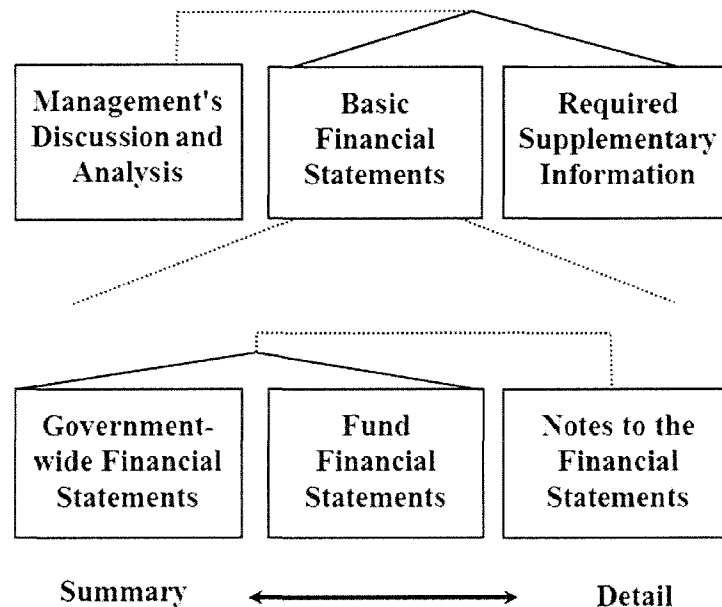 Management's
Discussion and
Analysis
Basic
Financial
Statements
Required
Supplementary
Information
Government-
wide Financial
Statements
Fund
Financial
Statements
Notes to the
Financial
Statements
Summary
Detail